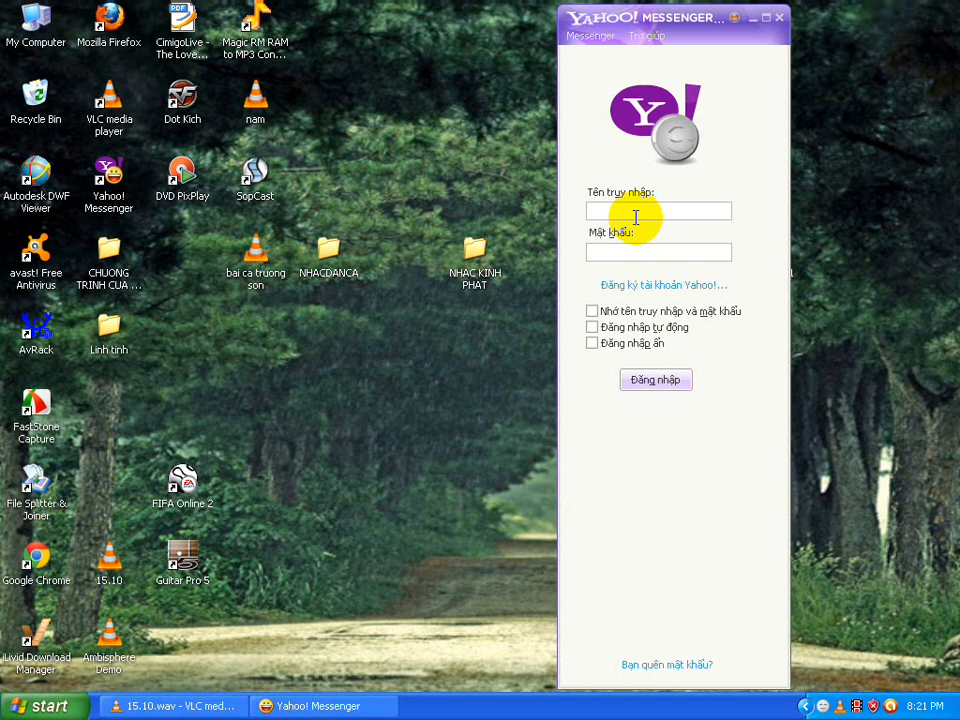 My Computer
Mozilla Firefox
CimigoLive -
The Love...
Magic RM RAM
to MP3 Con...
Recycle Bin
VLC media
player
Dot Kich
nam
Autodesk DWF
Viewer
Yahoo!
Messenger
DVD PixPlay
SopCast
avast! Free
Antivirus
CHUONG
TRINH CUA ...
bai ca truong
son
NHACDANCA
NHAC KINH
PHAT
AvRack
Linh tinh
FastStone
Capture
File Splitter &
Joiner
FIFA Online 2
Google Chrome
15.10
Guitar Pro 5
iLivid Download
Manager
Ambisphere
Demo
YAHOO! MESSENGER...
Messenger Trợ giúp
Y!
Tên truy nhập:
Mật khẩu:
Đăng ký tài khoản Yahoo!...
Nhớ tên truy nhập và mật khẩu
Đăng nhập tự động
Đăng nhập ẩn
Đăng nhập
Bạn quên mật khẩu?
start
15.10.wav - VLC med...
Yahoo! Messenger
8:21 PM